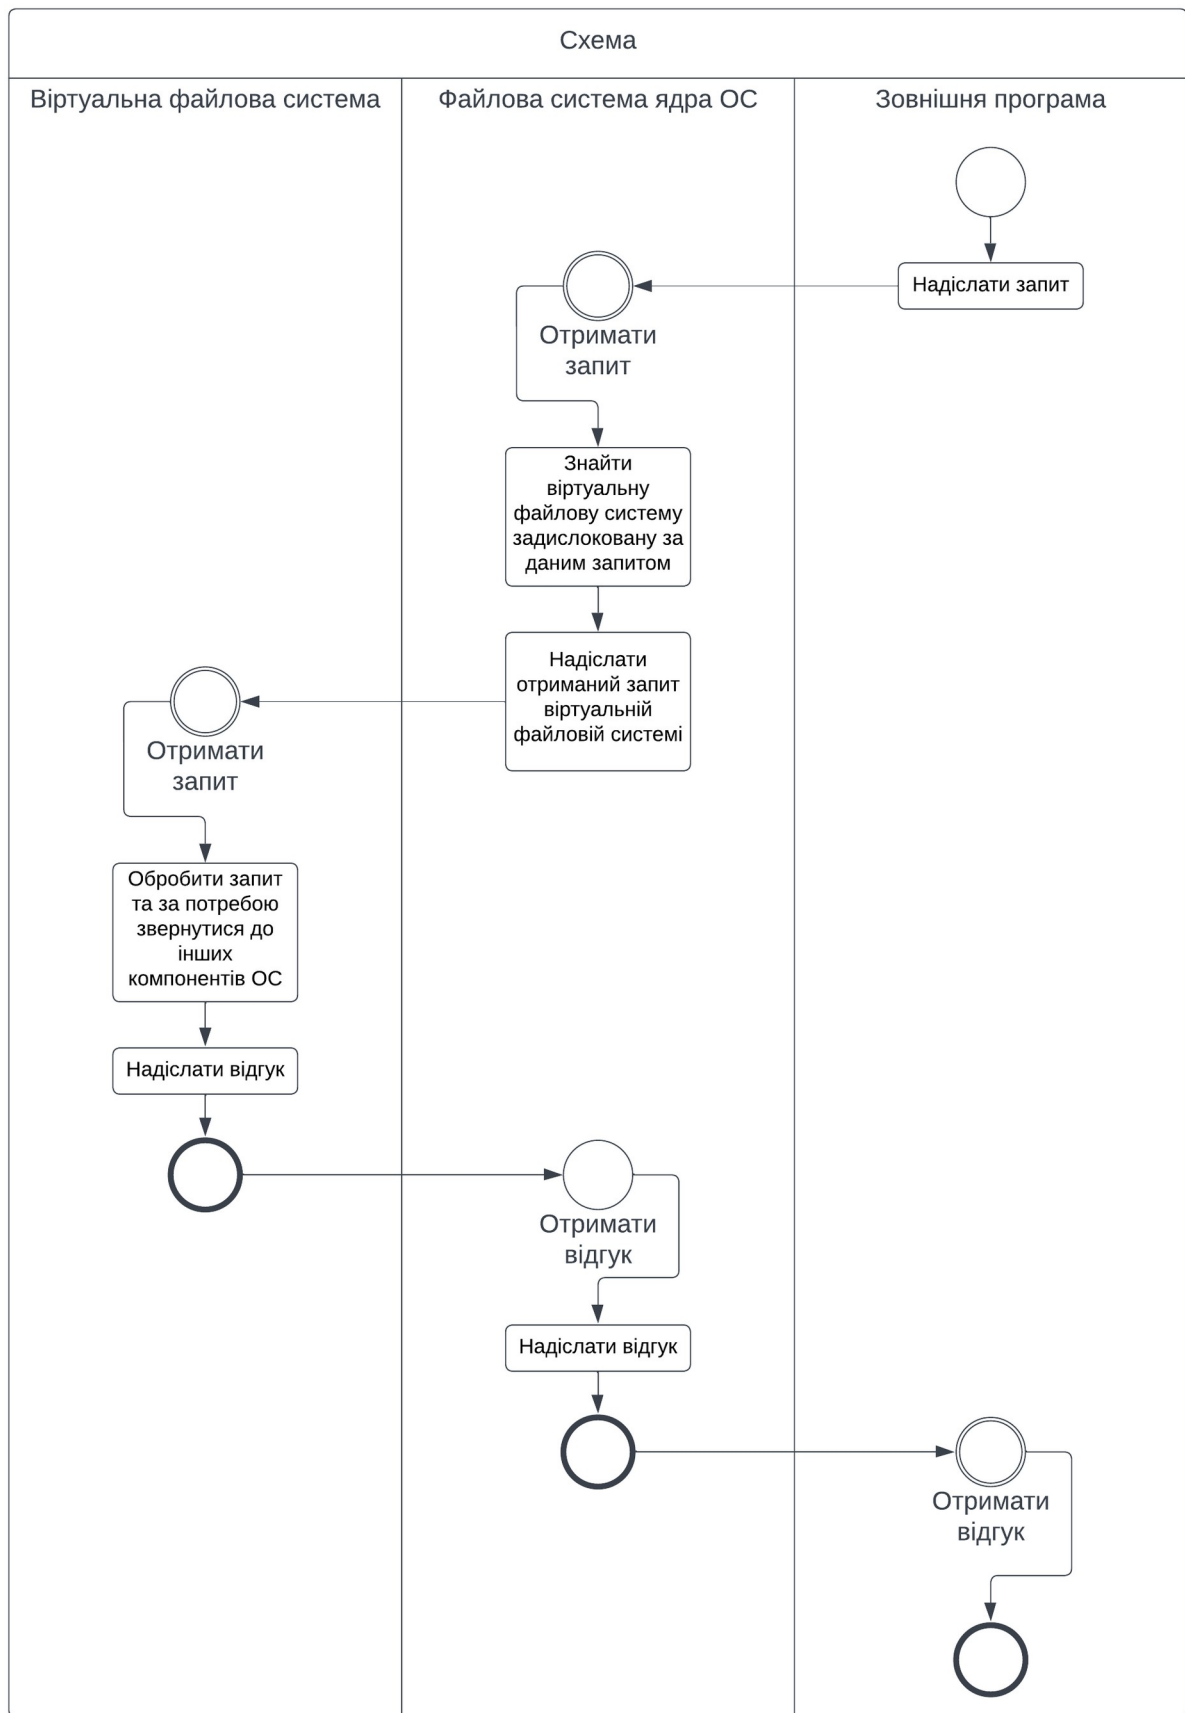 Схема
Віртуальна файлова система
Файлова система ядра ОС
Зовнішня програма
Надіслати запит
Отримати
запит
Знайти
віртуальну
файлову систему
задислоковану за
даним запитом
Надіслати
отриманий запит
віртуальній
файловій системі
Отримати
запит
Обробити запит
та за потребою
звернутися до
інших
компонентів ОС
Надіслати відгук
Отримати
відгук
Надіслати відгук
Отримати
відгук